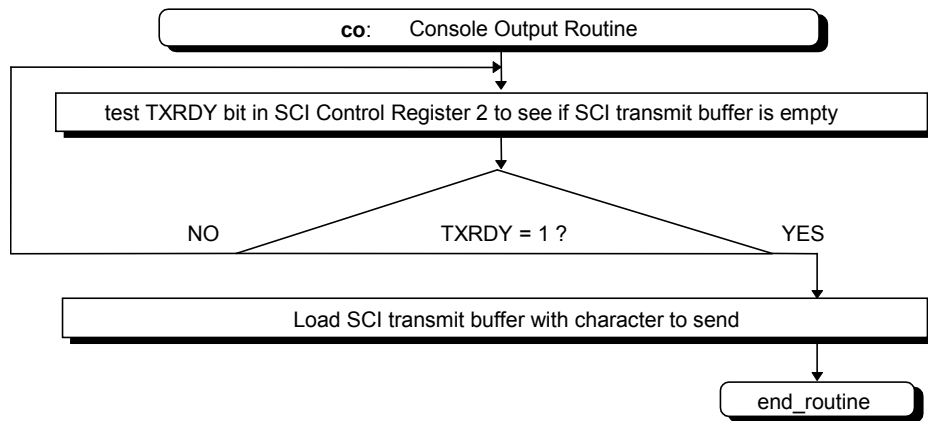 co: Console Output Routine
test TXRDY bit in SCI Control Register 2 to see if SCI transmit buffer is empty
NO TXRDY = 1 ? YES
Load SCI transmit buffer with character to send
end_routine